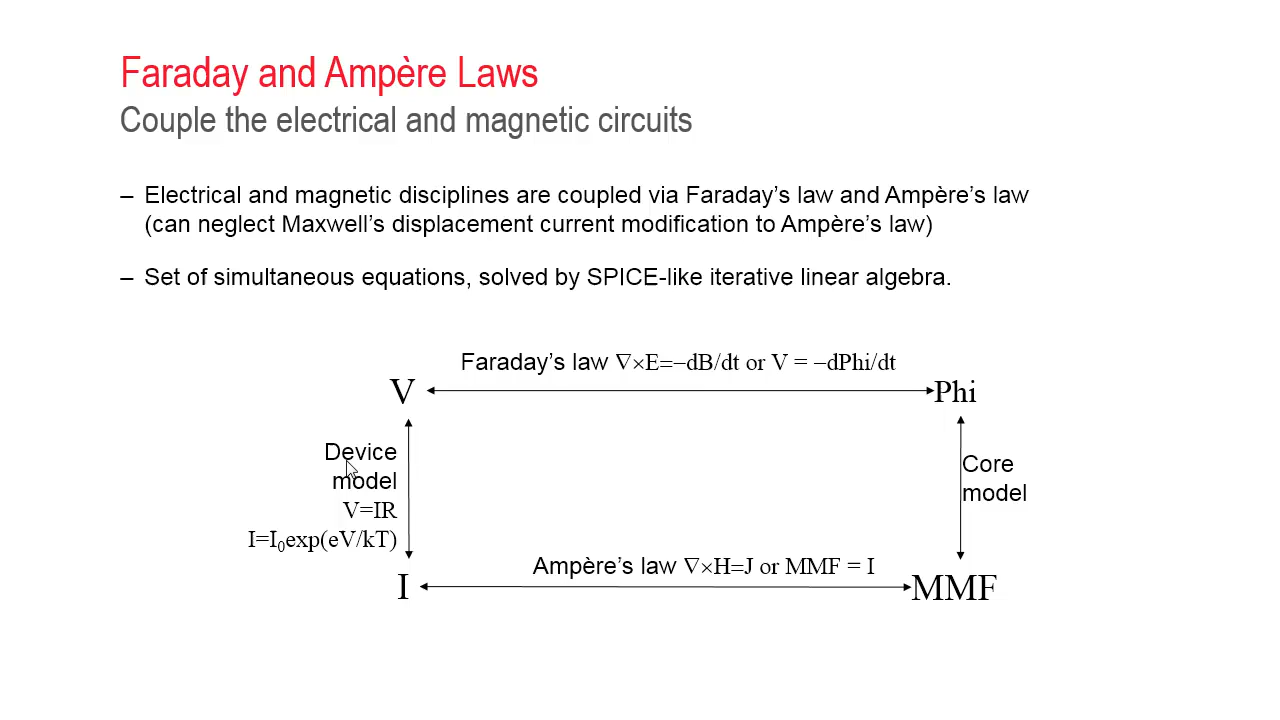 Faraday and Ampère Laws
Couple the electrical and magnetic circuits
– Electrical and magnetic disciplines are coupled via Faraday’s law and Ampère’s law
(can neglect Maxwell’s displacement current modification to Ampère’s law)
– Set of simultaneous equations, solved by SPICE-like iterative linear algebra.
Faraday’s law ∇×E=−dB/dt or V = −dPhi/dt
V
Phi
Device
model
V=IR
I=I₀exp(eV/kT)
Core
model
Ampère’s law ∇×H=J or MMF = I
I
MMF